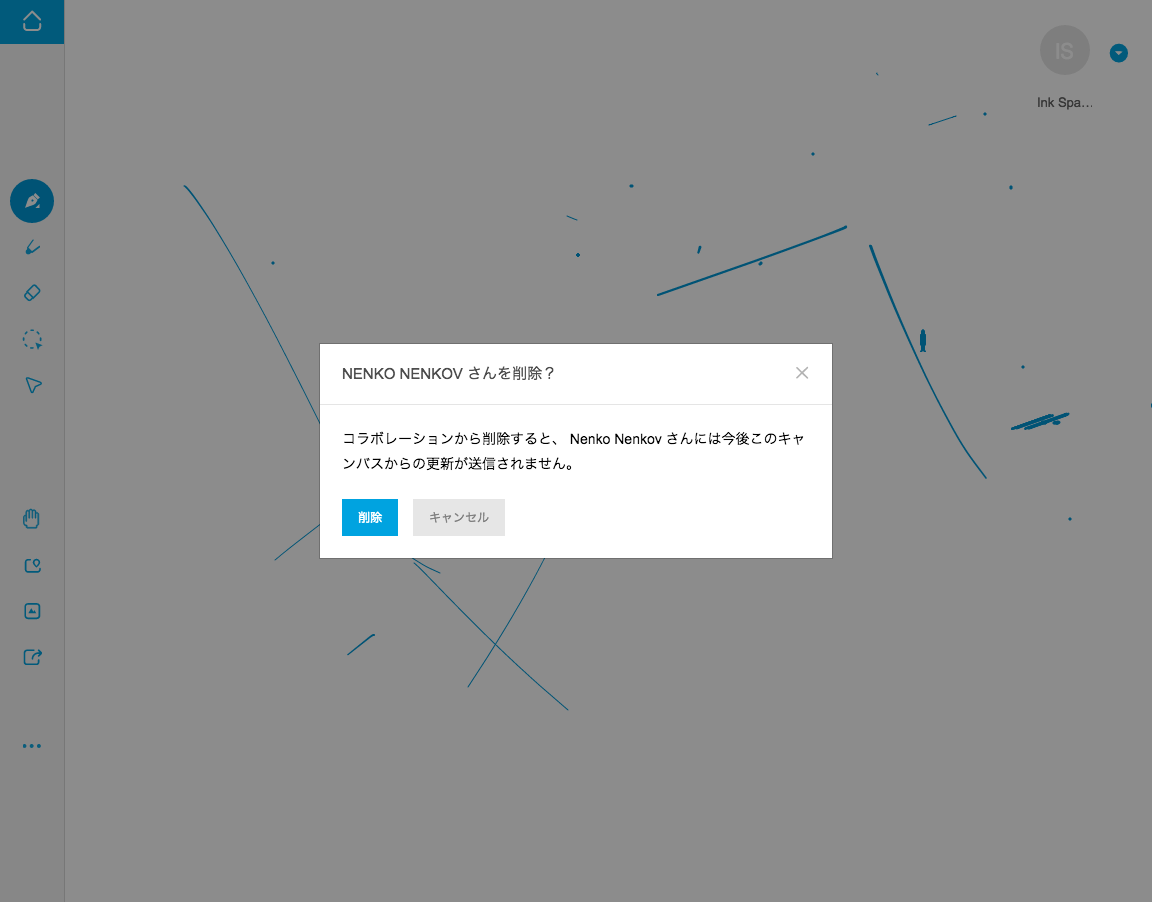 IS
Ink Spa...
NENKO NENKOV さんを削除？
コラボレーションから削除すると、 Nenko Nenkov さんには今後このキャ
ンバスからの更新が送信されません。
削除
キャンセル